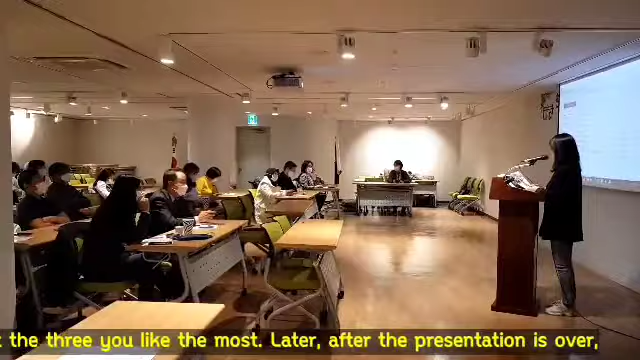 the three you like the most. Later, after the presentation is over,